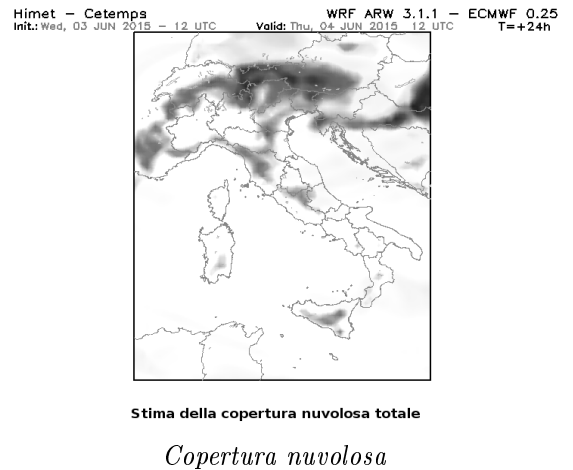 Himet – Cetemps WRF ARW 3.1.1 – ECMWF 0.25
Init.: Wed, 03 JUN 2015 – 12 UTC Valid: Thu, 04 JUN 2015 12 UTC T=+24h
Stima della copertura nuvolosa totale
Copertura nuvolosa